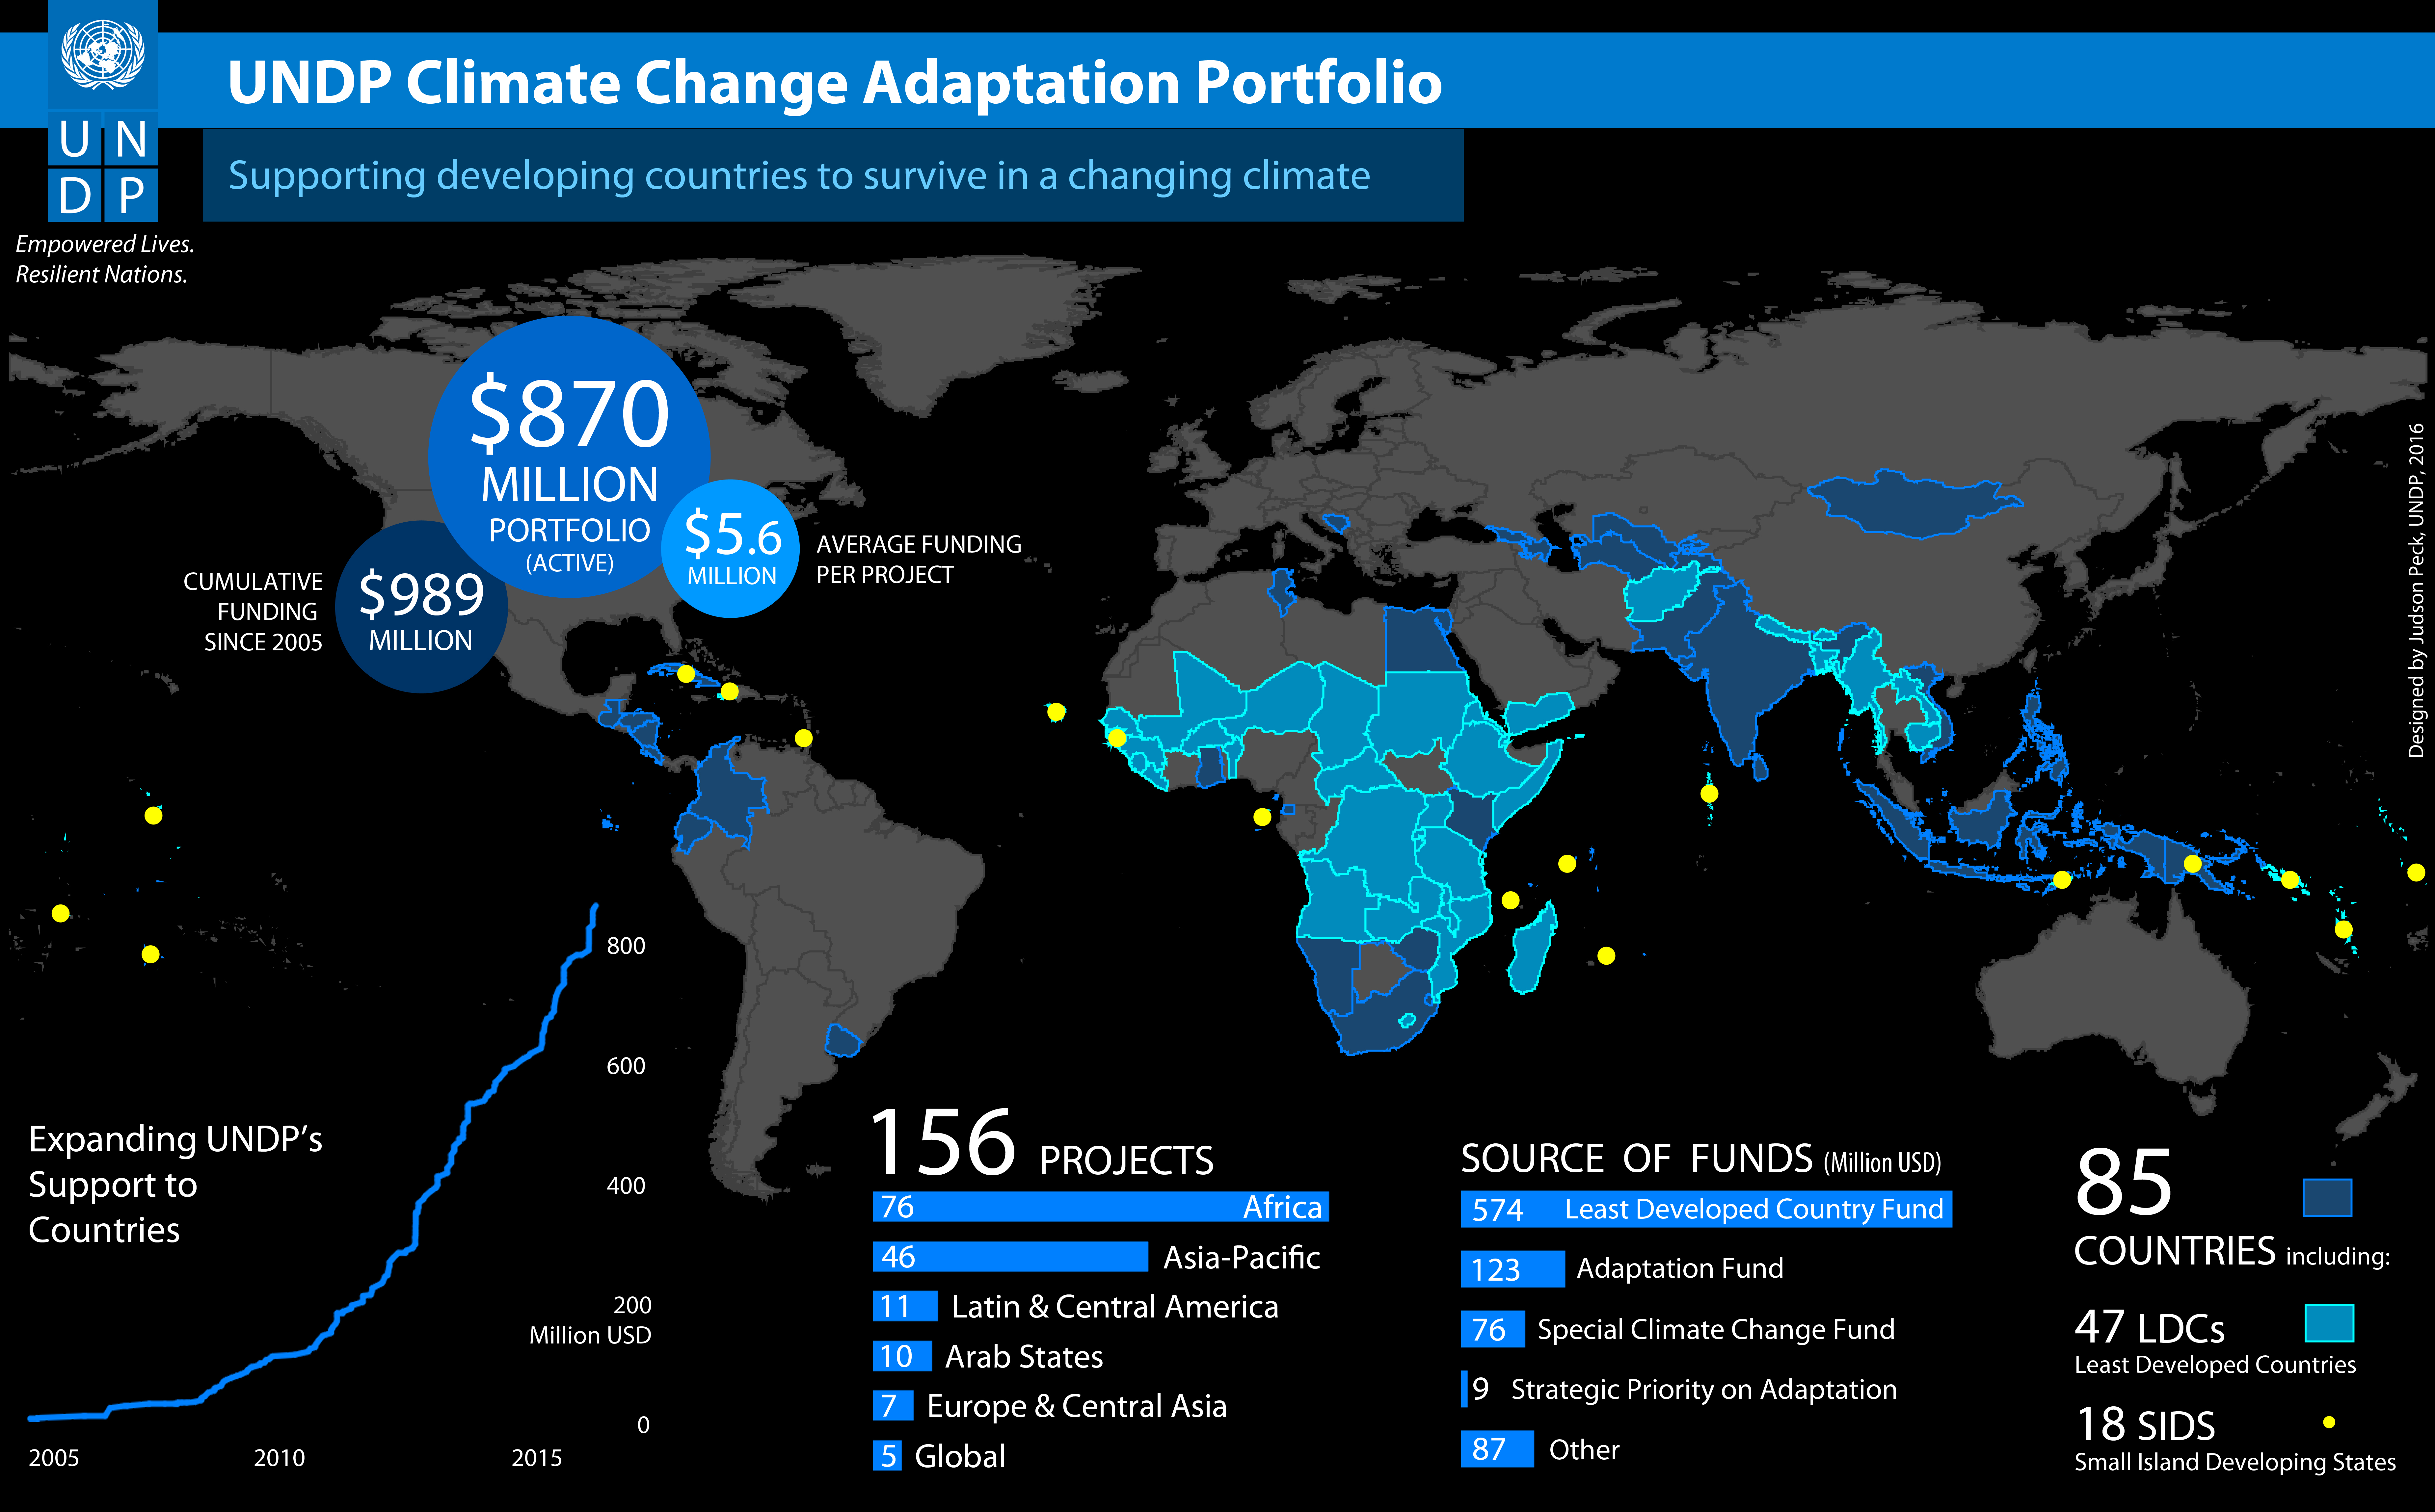 UNDP Climate Change Adaptation Portfolio
U N
D P
Supporting developing countries to survive in a changing climate
Empowered Lives.
Resilient Nations.
$870
MILLION
PORTFOLIO
(ACTIVE)
$5.6
MILLION
AVERAGE FUNDING
PER PROJECT
CUMULATIVE
FUNDING
SINCE 2005
$989
MILLION
Designed by Judson Peck, UNDP, 2016
Expanding UNDP’s
Support to
Countries
800
600
400
200
Million USD
0
2005
2010
2015
156 PROJECTS
76 Africa
46 Asia-Pacific
11 Latin & Central America
10 Arab States
7 Europe & Central Asia
5 Global
SOURCE OF FUNDS (Million USD)
574 Least Developed Country Fund
123 Adaptation Fund
76 Special Climate Change Fund
9 Strategic Priority on Adaptation
87 Other
85
COUNTRIES including:
47 LDCs
Least Developed Countries
18 SIDS
Small Island Developing States